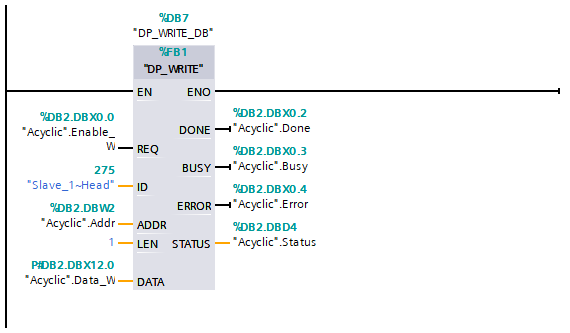 %DB7
"DP_WRITE_DB"
%FB1
"DP_WRITE"
EN ENO
%DB2.DBX0.0
"Acyclic".Enable_
W
REQ
275
"Slave_1~Head"
ID
%DB2.DBW2
"Acyclic".Addr
ADDR
1
LEN
P#DB2.DBX12.0
"Acyclic".Data_W
DATA
%DB2.DBX0.2
DONE
"Acyclic".Done
%DB2.DBX0.3
BUSY
"Acyclic".Busy
%DB2.DBX0.4
ERROR
"Acyclic".Error
%DB2.DBD4
STATUS
"Acyclic".Status